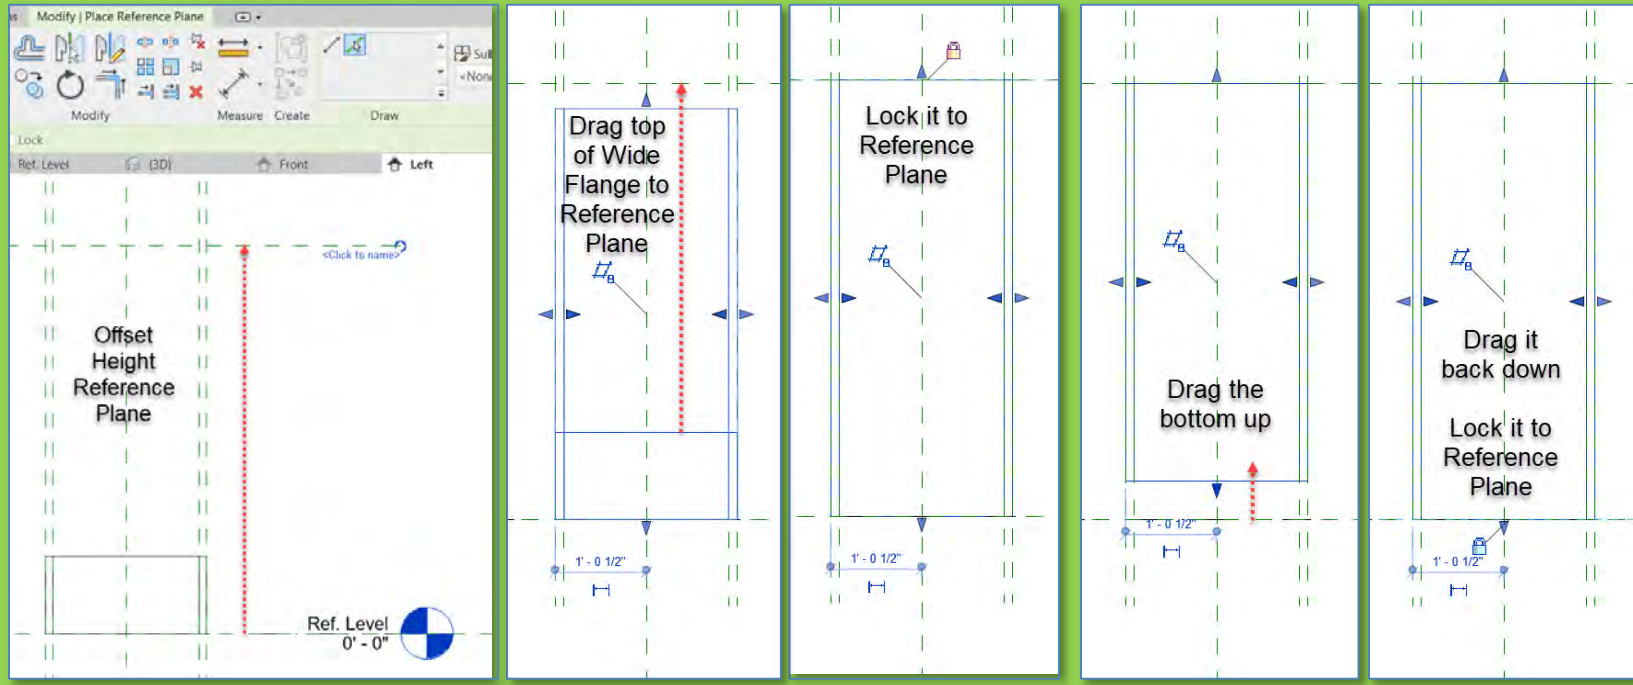 Modify | Place Reference Plane
Modify
Measure
Create
Draw
Lock
Ref. Level
(3D)
Front
Left
<Click to name>
Offset
Height
Reference
Plane
Ref. Level
0' - 0"
Drag top
of Wide
Flange to
Reference
Plane
1' - 0 1/2"
Lock it to
Reference
Plane
1' - 0 1/2"
Drag the
bottom up
1' - 0 1/2"
Drag it
back down
Lock it to
Reference
Plane
1' - 0 1/2"